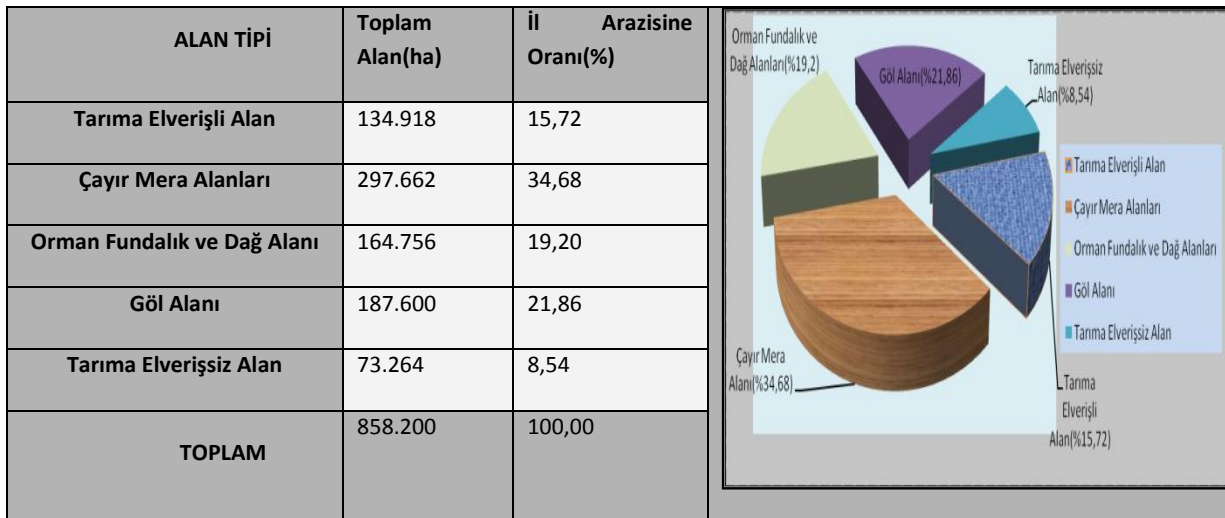 ALAN TİPİ
Toplam
Alan(ha)
İl Arazisine
Oranı(%)
Tarıma Elverişli Alan
134.918
15,72
Çayır Mera Alanları
297.662
34,68
Orman Fundalık ve Dağ Alanı
164.756
19,20
Göl Alanı
187.600
21,86
Tarıma Elverişsiz Alan
73.264
8,54
TOPLAM
858.200
100,00
Orman Fundalık ve
Dağ Alanları(%19,2)
Göl Alanı(%21,86)
Tarıma Elverişsiz
Alan(%8,54)
Çayır Mera
Alanı(%34,68)
Tarıma
Elverişli
Alan(%15,72)
Tarıma Elverişli Alan
Çayır Mera Alanları
Orman Fundalık ve Dağ Alanları
Göl Alanı
Tarıma Elverişsiz Alan